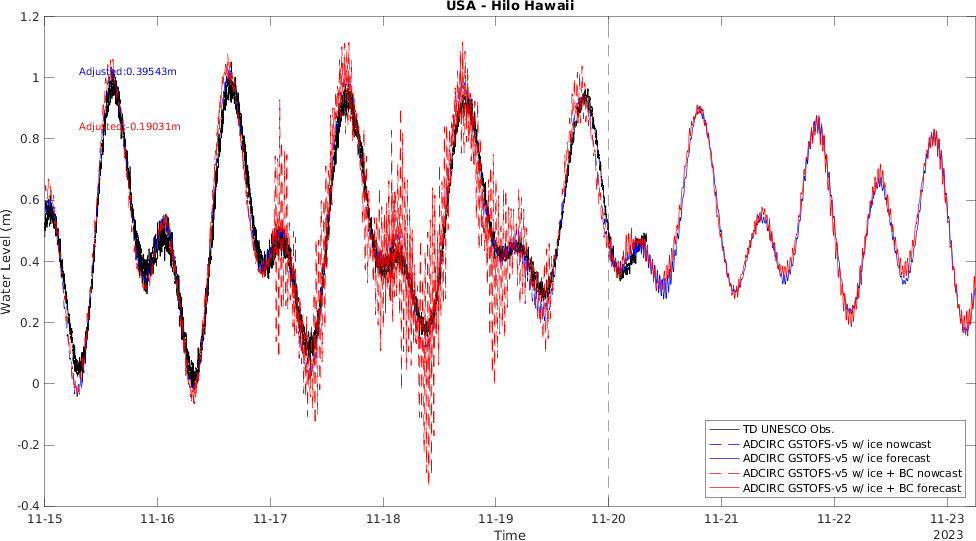 USA - Hilo Hawaii
1.2
1
0.8
0.6
0.4
0.2
0
-0.2
-0.4
Water Level (m)
Adjusted:0.39543m
Adjusted:-0.19031m
TD UNESCO Obs.
ADCIRC GSTOFS-v5 w/ ice nowcast
ADCIRC GSTOFS-v5 w/ ice forecast
ADCIRC GSTOFS-v5 w/ ice + BC nowcast
ADCIRC GSTOFS-v5 w/ ice + BC forecast
11-15 11-16 11-17 11-18 11-19 11-20 11-21 11-22 11-23
Time
2023